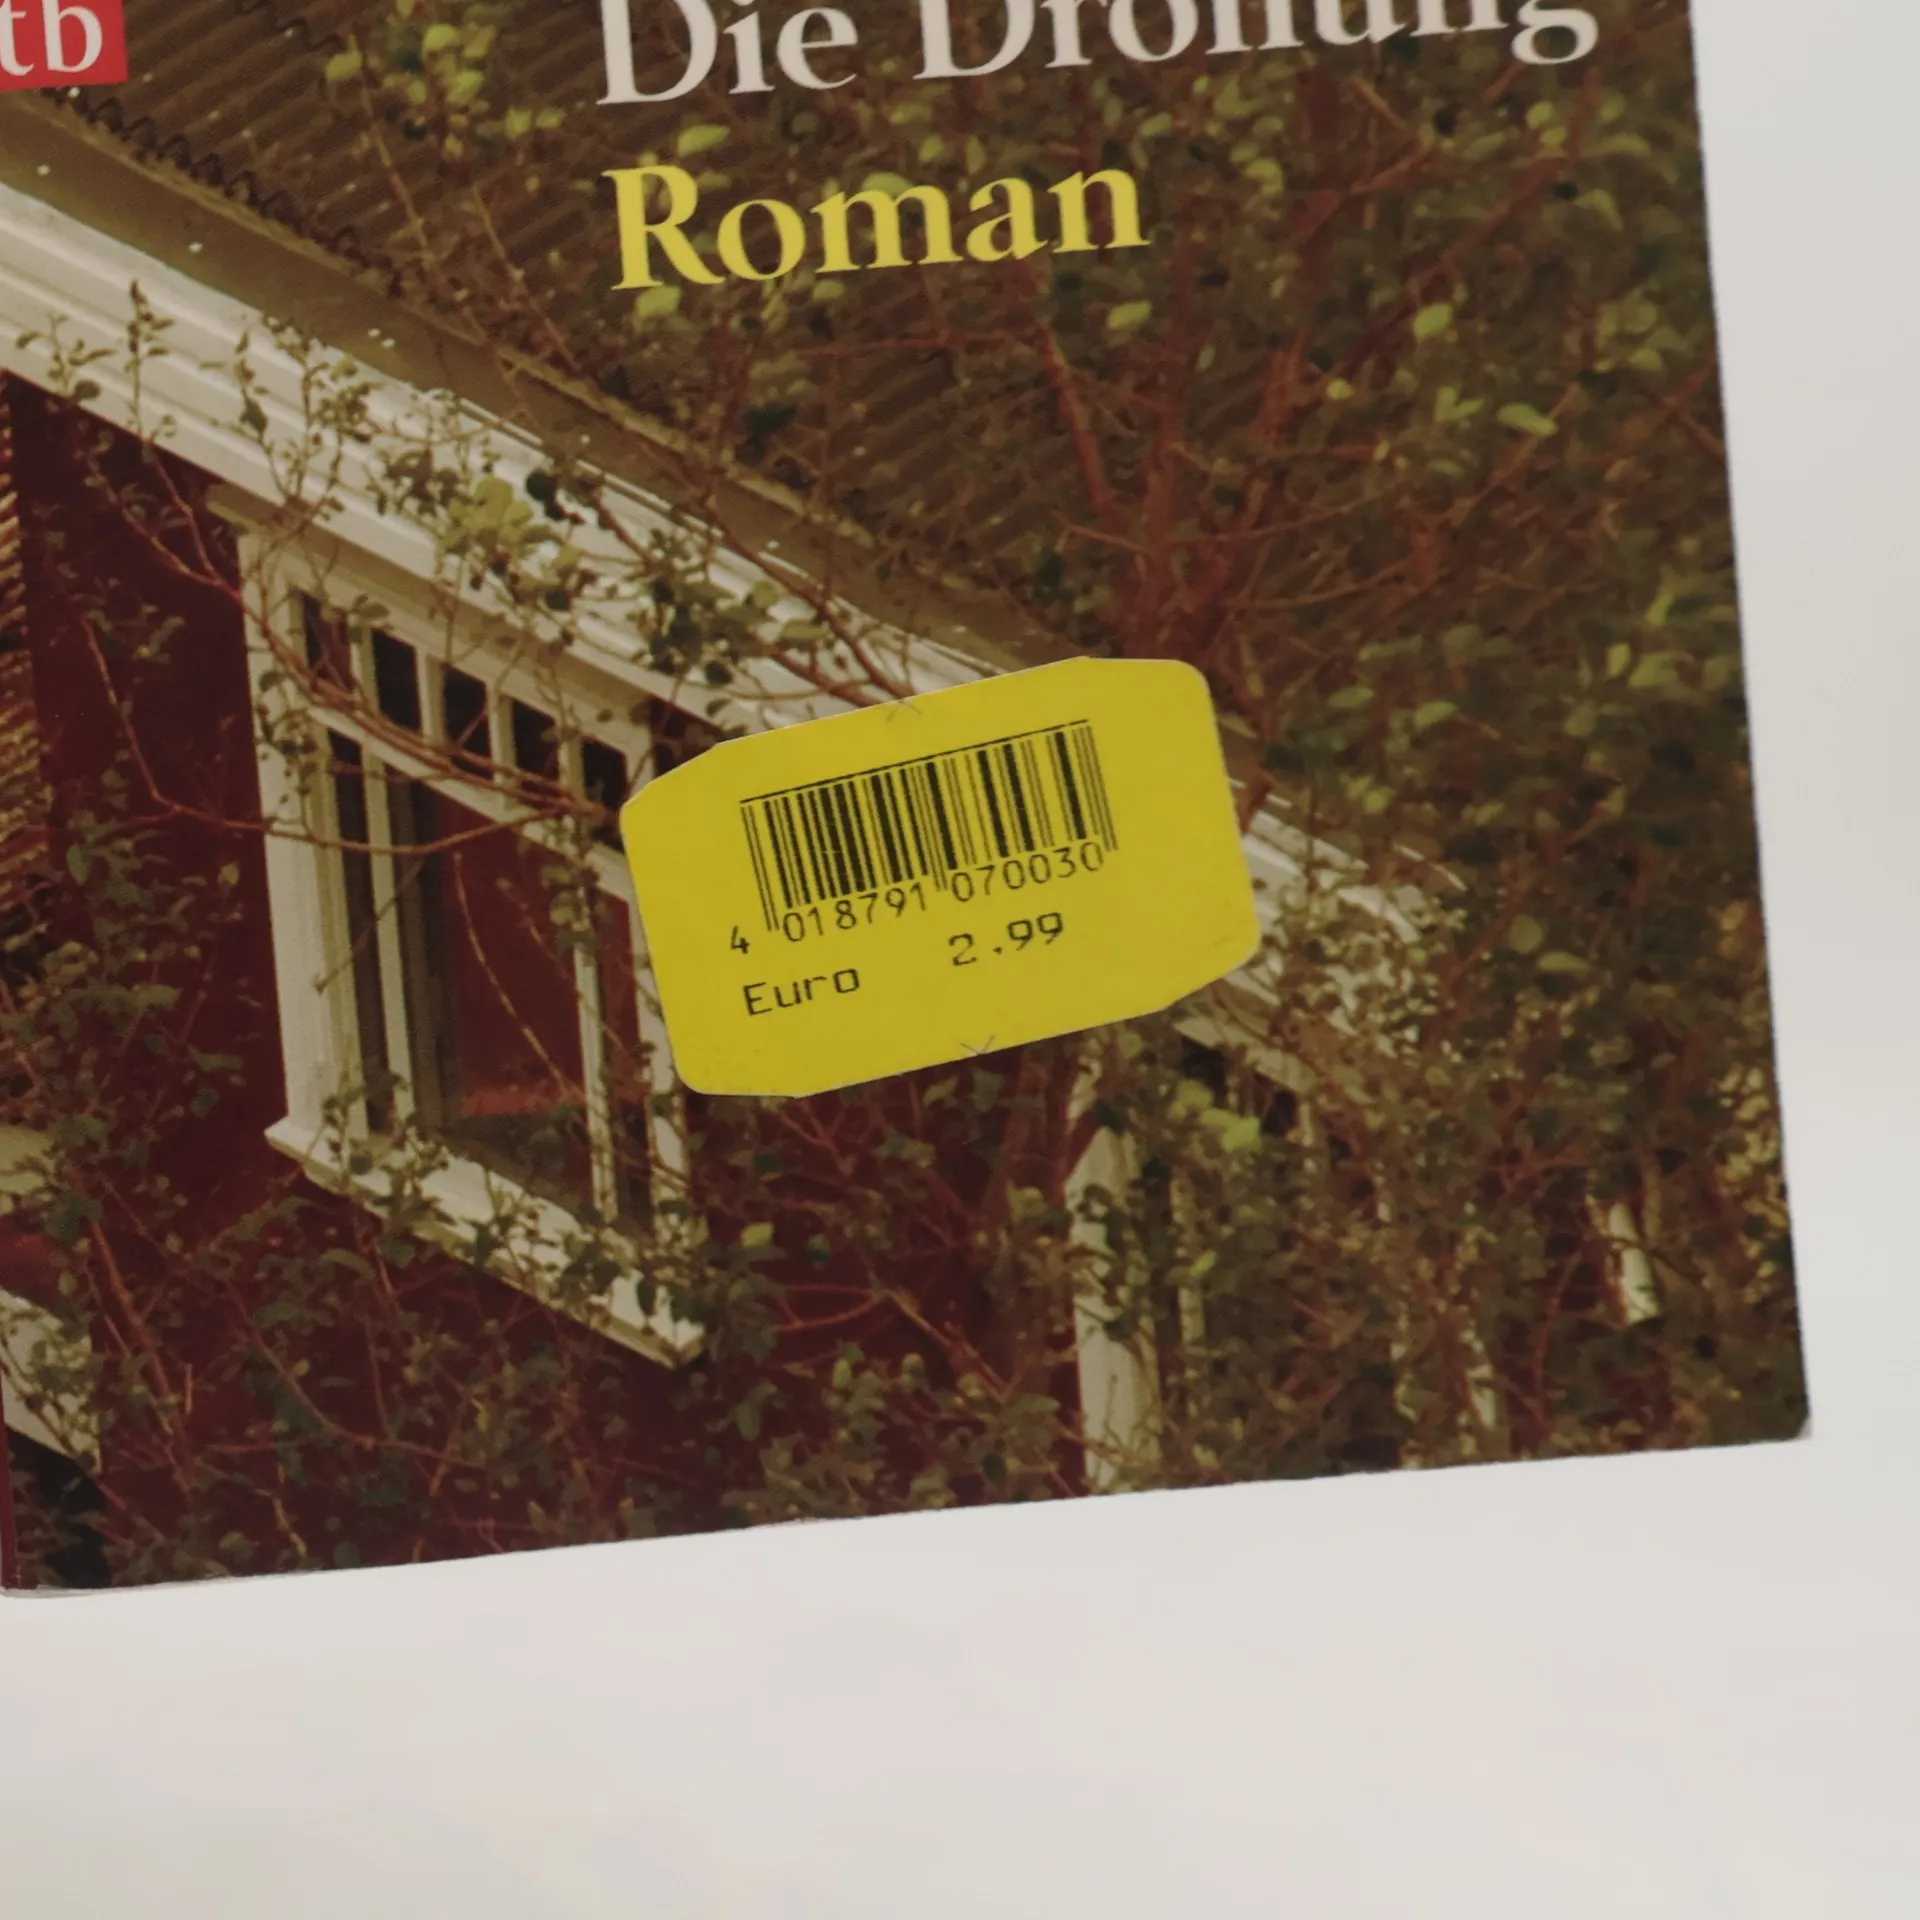 tb
Die Drohung
Roman
4 018791 070030
Euro 2.99